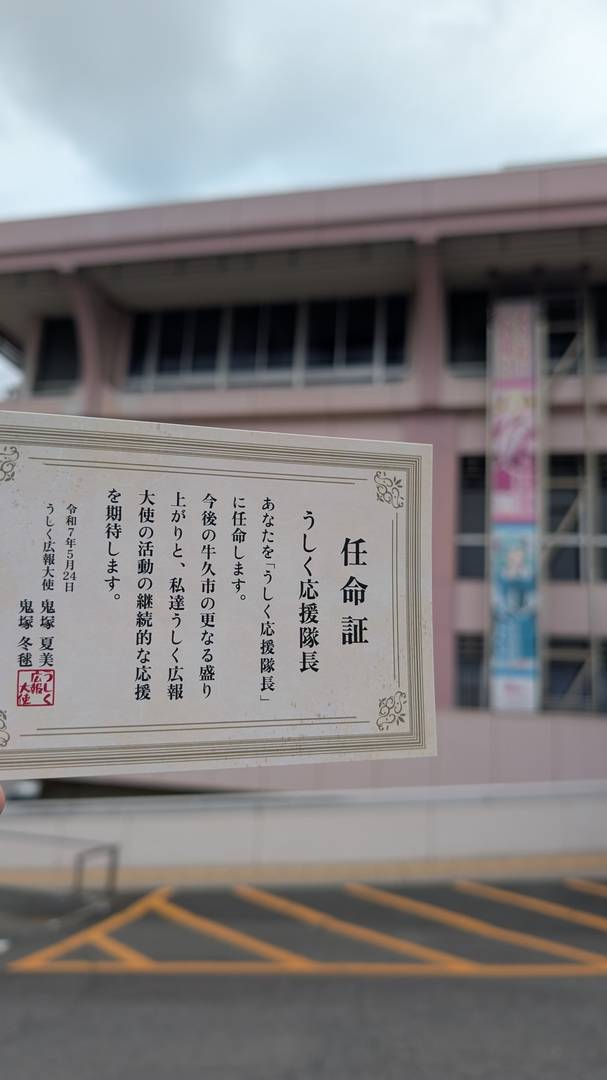 任命証
うしく応援隊長
あなたを「うしく応援隊長」
に任命します。
今後の牛久市の更なる盛り
上がりと、私達うしく広報
大使の活動の継続的な応援
を期待します。
令和7年5月24日
うしく広報大使 鬼塚 夏美
鬼塚 冬毬
うしく
広報
大使